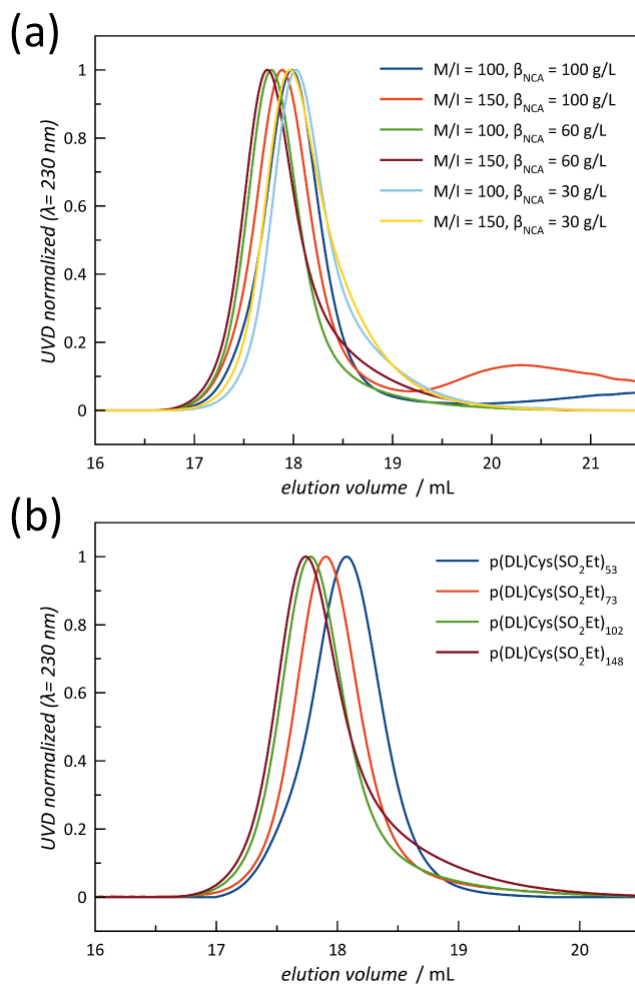 (a)
UVD normalized (λ= 230 nm)
1
0.8
0.6
0.4
0.2
0
M/I = 100, βNCA = 100 g/L
M/I = 150, βNCA = 100 g/L
M/I = 100, βNCA = 60 g/L
M/I = 150, βNCA = 60 g/L
M/I = 100, βNCA = 30 g/L
M/I = 150, βNCA = 30 g/L
16 17 18 19 20 21
elution volume / mL
(b)
UVD normalized (λ= 230 nm)
1
0.8
0.6
0.4
0.2
0
p(DL)Cys(SO₂Et)₅₃
p(DL)Cys(SO₂Et)₇₃
p(DL)Cys(SO₂Et)₁₀₂
p(DL)Cys(SO₂Et)₁₄₈
16 17 18 19 20
elution volume / mL